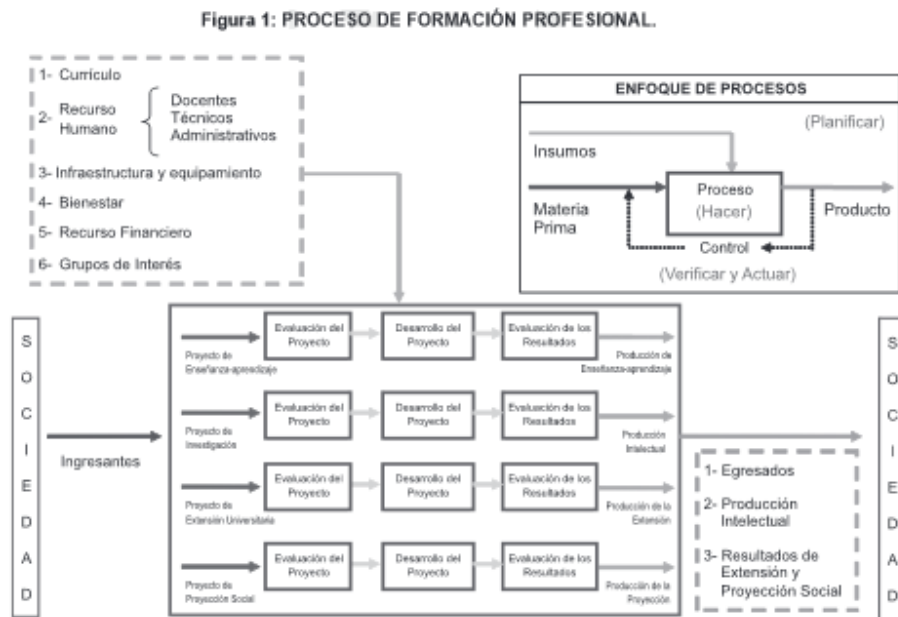 Figura 1: PROCESO DE FORMACIÓN PROFESIONAL.
1- Currículo
2- Recurso
Humano
Docentes
Técnicos
Administrativos
3- Infraestructura y equipamiento
4- Bienestar
5- Recurso Financiero
6- Grupos de Interés
ENFOQUE DE PROCESOS
(Planificar)
Insumos
Materia
Prima
Proceso
(Hacer)
Producto
Control
(Verificar y Actuar)
SOCIEDAD
Ingresantes
Proyecto de
Enseñanza-aprendizaje
Evaluación del
Proyecto
Desarrollo del
Proyecto
Evaluación de los
Resultados
Producción de
Enseñanza-aprendizaje
Proyecto de
Investigación
Evaluación del
Proyecto
Desarrollo del
Proyecto
Evaluación de los
Resultados
Producción
Intelectual
Proyecto de
Extensión Universitaria
Evaluación del
Proyecto
Desarrollo del
Proyecto
Evaluación de los
Resultados
Producción de la
Extensión
Proyecto de
Proyección Social
Evaluación del
Proyecto
Desarrollo del
Proyecto
Evaluación de los
Resultados
Producción de la
Proyección
1- Egresados
2- Producción
Intelectual
3- Resultados de
Extensión y
Proyección Social
SOCIEDAD